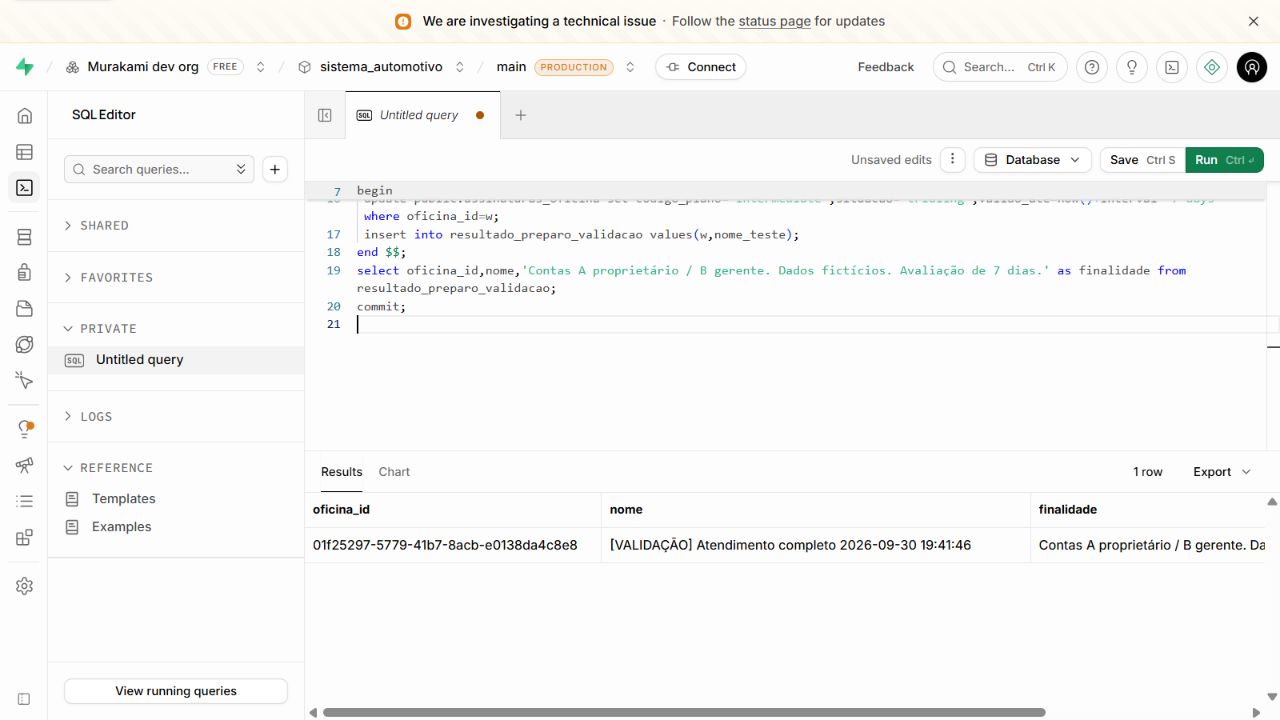 We are investigating a technical issue · Follow the status page for updates
Murakami dev org FREE / sistema_automotivo / main PRODUCTION Connect Feedback Search... Ctrl K
SQL Editor
SQL Untitled query
Unsaved edits Database Save Ctrl S Run Ctrl
Search queries...
SHARED
FAVORITES
PRIVATE
SQL Untitled query
LOGS
REFERENCE
Templates
Examples
View running queries
7 begin
where oficina_id=w;
17 insert into resultado_preparo_validacao values(w,nome_teste);
18 end $$;
19 select oficina_id,nome,'Contas A proprietário / B gerente. Dados fictícios. Avaliação de 7 dias.' as finalidade from
resultado_preparo_validacao;
20 commit;
21
Results Chart 1 row Export
oficina_id nome finalidade
01f25297-5779-41b7-8acb-e0138da4c8e8 [VALIDAÇÃO] Atendimento completo 2026-09-30 19:41:46 Contas A proprietário / B gerente. Da